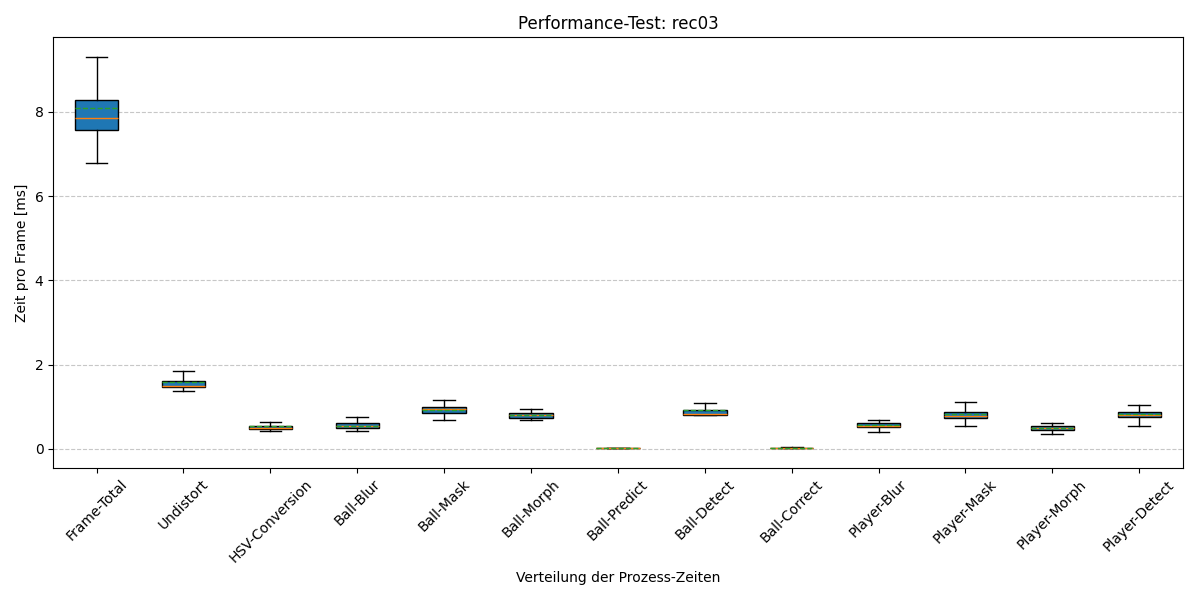 Performance-Test: rec03
Zeit pro Frame [ms]
8
6
4
2
0
Frame-Total
Undistort
HSV-Conversion
Ball-Blur
Ball-Mask
Ball-Morph
Ball-Predict
Ball-Detect
Ball-Correct
Player-Blur
Player-Mask
Player-Morph
Player-Detect
Verteilung der Prozess-Zeiten